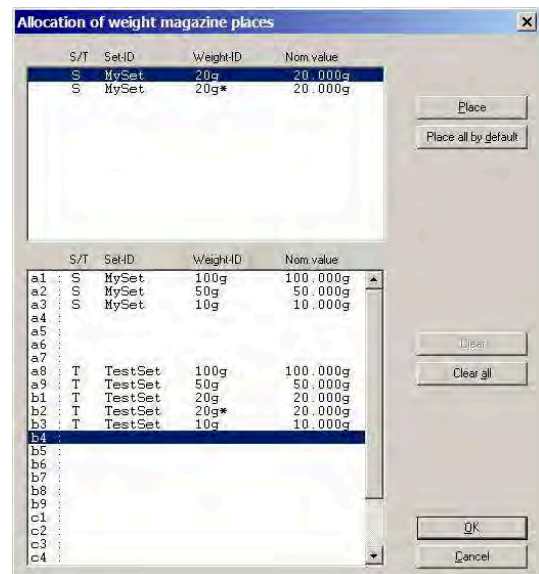 Allocation of weight magazine places
S/T Set-ID Weight-ID Nom.value
S MySet 20g 20.000g
S MySet 20g* 20.000g
Place
Place all by default
S/T Set-ID Weight-ID Nom.value
a1 : S MySet 100g 100.000g
a2 : S MySet 50g 50.000g
a3 : S MySet 10g 10.000g
a4 :
a5 :
a6 :
a7 :
a8 : T TestSet 100g 100.000g
a9 : T TestSet 50g 50.000g
b1 : T TestSet 20g 20.000g
b2 : T TestSet 20g* 20.000g
b3 : T TestSet 10g 10.000g
b4 :
b5 :
b6 :
b7 :
b8 :
b9 :
c1 :
c2 :
c3 :
c4 :
Clear
Clear all
OK
Cancel